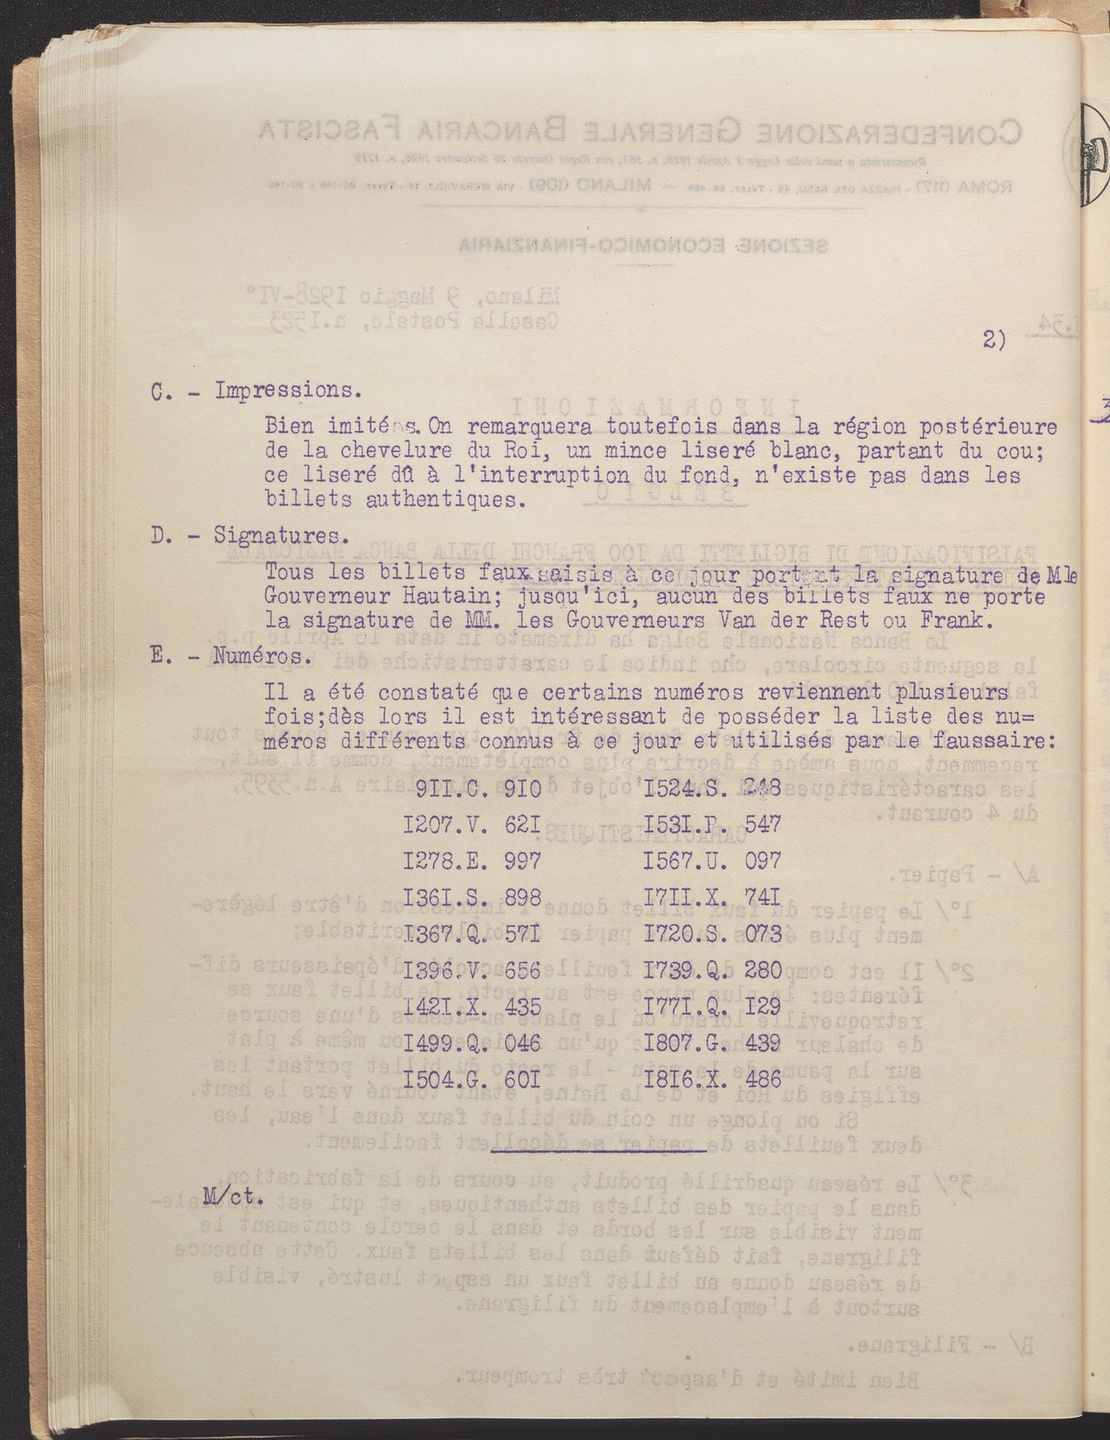 2)
C. - Impressions.
Bien imitées. On remarquera toutefois dans la région postérieure
de la chevelure du Roi, un mince liseré blanc, partant du cou;
ce liseré dû à l'interruption du fond, n'existe pas dans les
billets authentiques.
D. - Signatures.
Tous les billets faux saisis à ce jour portent la signature de M le
Gouverneur Hautain; jusqu'ici, aucun des billets faux ne porte
la signature de MM. les Gouverneurs Van der Rest ou Frank.
E. - Numéros.
Il a été constaté que certains numéros reviennent plusieurs
fois;dès lors il est intéressant de posséder la liste des nu=
méros différents connus à ce jour et utilisés par le faussaire:
9II.C. 9IO I524.S. 248
I207.V. 62I I53I.P. 547
I278.E. 997 I567.U. 097
I36I.S. 898 I7II.X. 74I
I367.Q. 57I I720.S. 073
I396.V. 656 I739.Q. 280
I42I.X. 435 I77I.Q. I29
I499.Q. 046 I807.G. 439
I504.G. 60I I8I6.X. 486
M/ct.